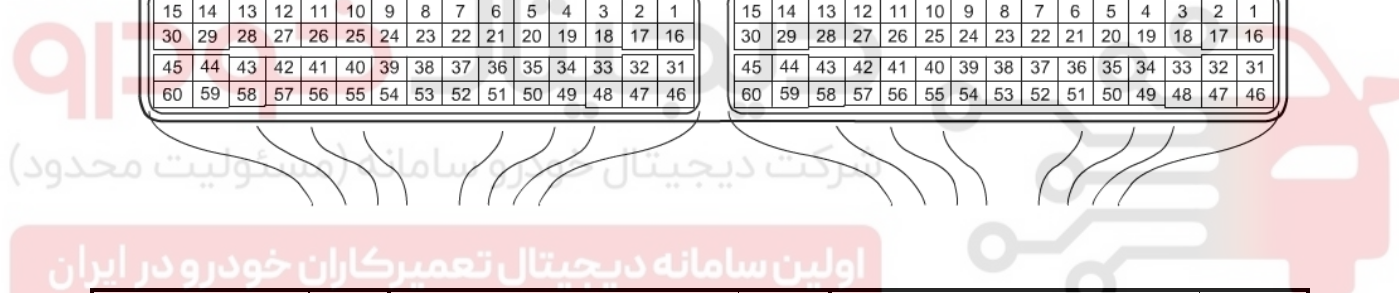 15 14 13 12 11 10 9 8 7 6 5 4 3 2 1 15 14 13 12 11 10 9 8 7 6 5 4 3 2 1
30 29 28 27 26 25 24 23 22 21 20 19 18 17 16 30 29 28 27 26 25 24 23 22 21 20 19 18 17 16
45 44 43 42 41 40 39 38 37 36 35 34 33 32 31 45 44 43 42 41 40 39 38 37 36 35 34 33 32 31
60 59 58 57 56 55 54 53 52 51 50 49 48 47 46 60 59 58 57 56 55 54 53 52 51 50 49 48 47 46
دیجیتال خودرو
شرکت دیجیتال خودرو سامانه (مسئولیت محدود)
اولین سامانه دیجیتال تعمیرکاران خودرو در ایران